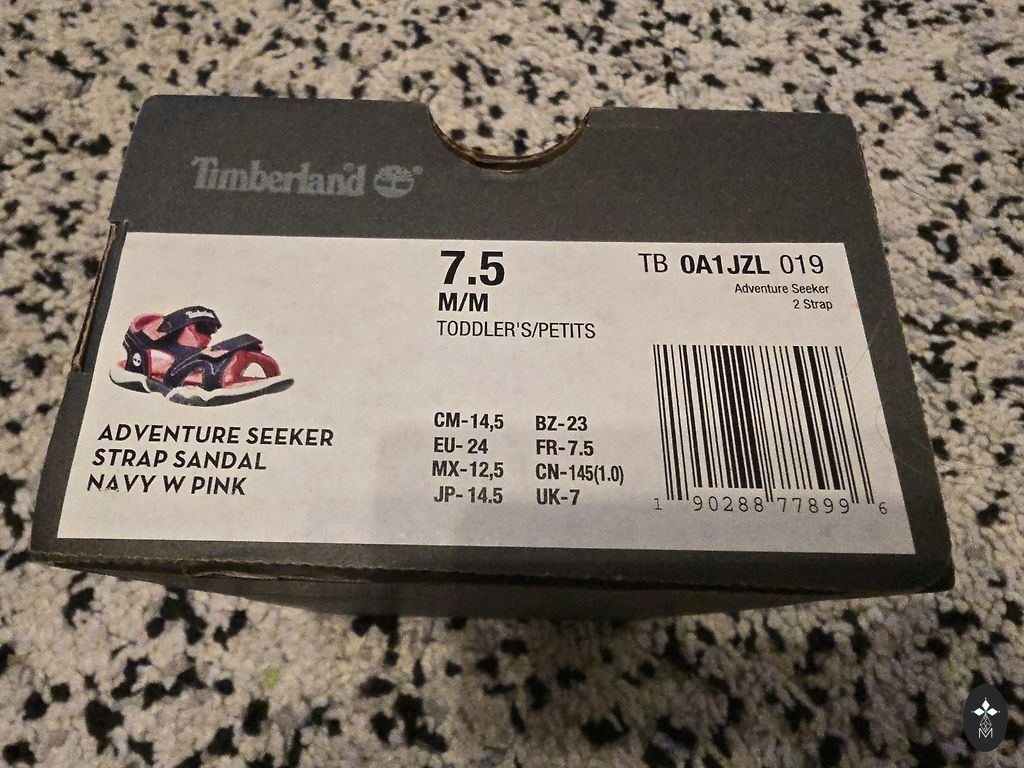 Timberland®
7.5
M/M
TODDLER'S/PETITS
TB 0A1JZL 019
Adventure Seeker
2 Strap
ADVENTURE SEEKER
STRAP SANDAL
NAVY W PINK
CM-14,5 BZ-23
EU- 24 FR-7.5
MX-12,5 CN-145(1.0)
JP- 14.5 UK-7
1 90288 77899 6
M